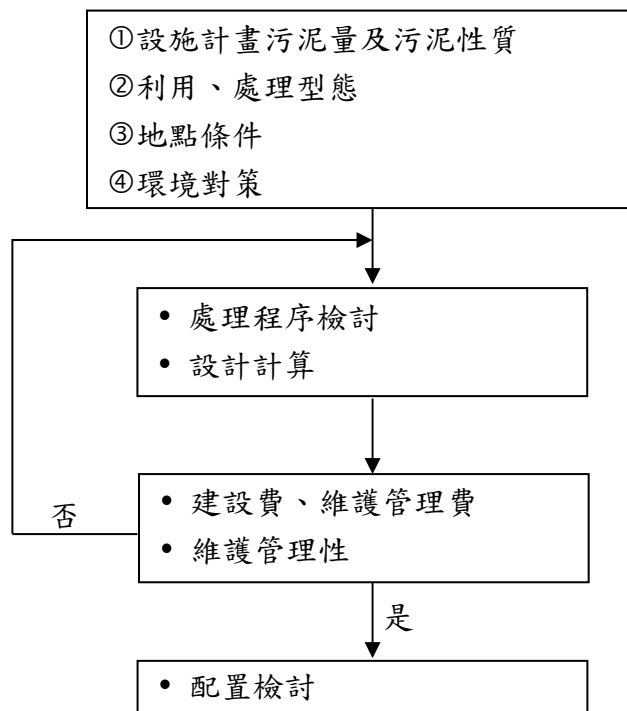 ①設施計畫污泥量及污泥性質
②利用、處理型態
③地點條件
④環境對策
• 處理程序檢討
• 設計計算
• 建設費、維護管理費
• 維護管理性
否
是
• 配置檢討